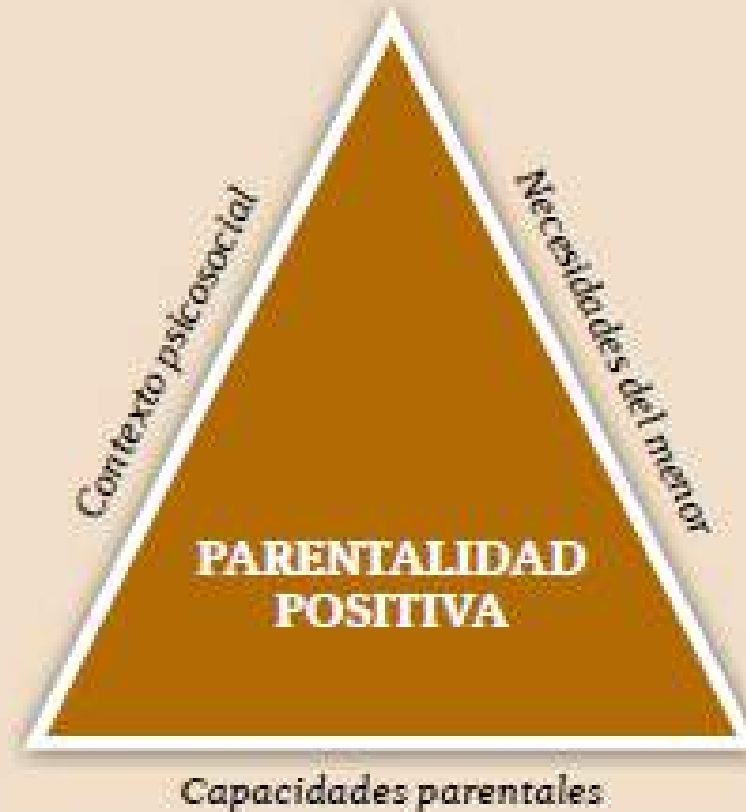 Contexto psicosocial
Necesidades del menor
PARENTALIDAD
POSITIVA
Capacidades parentales